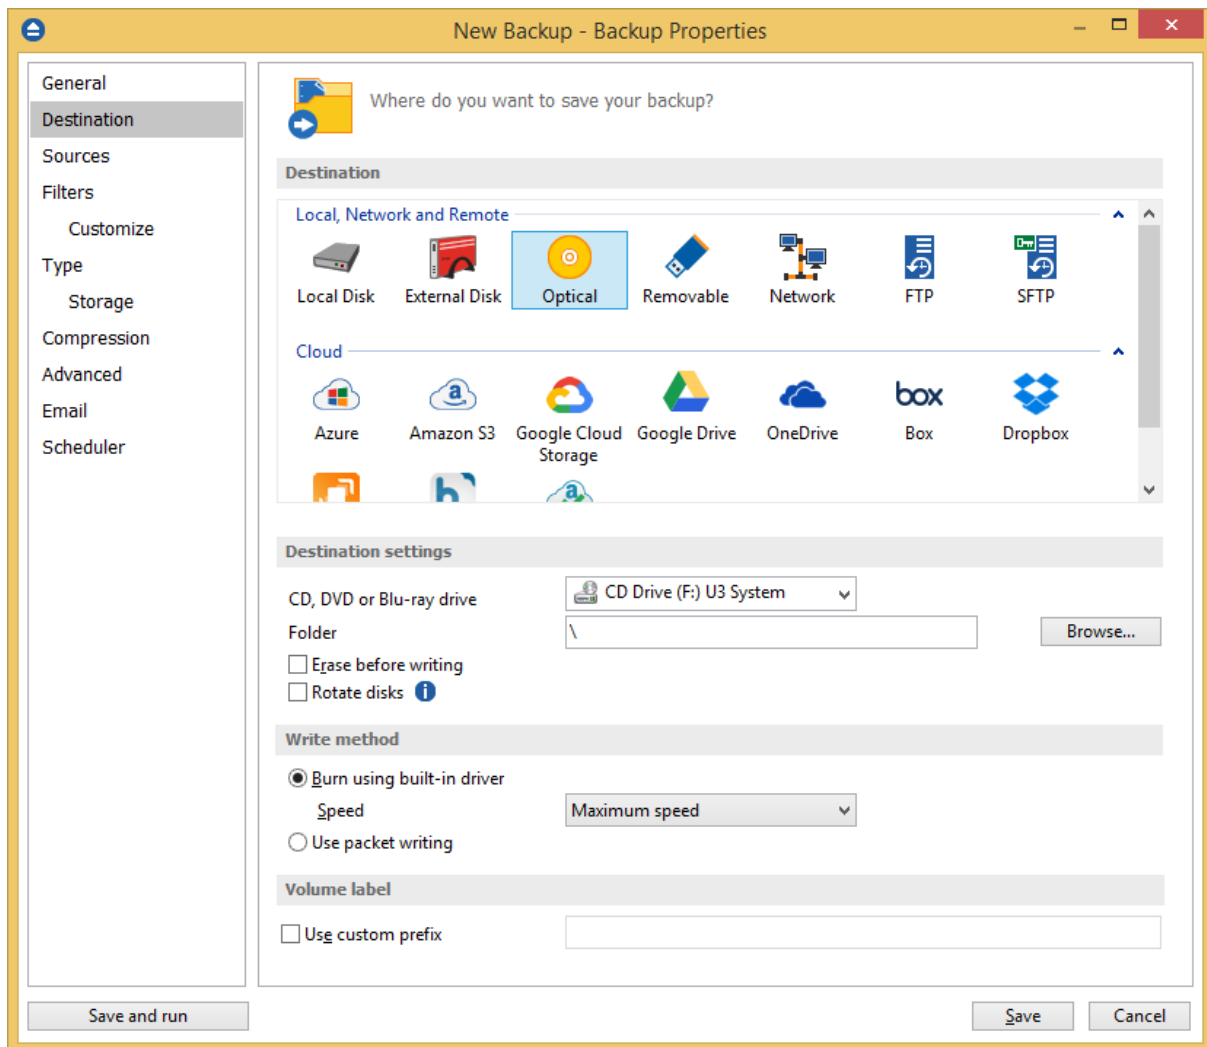 New Backup - Backup Properties
General
Destination
Sources
Filters
Customize
Type
Storage
Compression
Advanced
Email
Scheduler
Where do you want to save your backup?
Destination
Local, Network and Remote
Local Disk External Disk Optical Removable Network FTP SFTP
Cloud
a
box
Azure Amazon S3 Google Cloud Google Drive OneDrive Box Dropbox
Storage
h a
Destination settings
CD, DVD or Blu-ray drive CD Drive (F:) U3 System
Folder \ Browse...
Erase before writing
Rotate disks i
Write method
Burn using built-in driver
Speed Maximum speed
Use packet writing
Volume label
Use custom prefix
Save and run Save Cancel